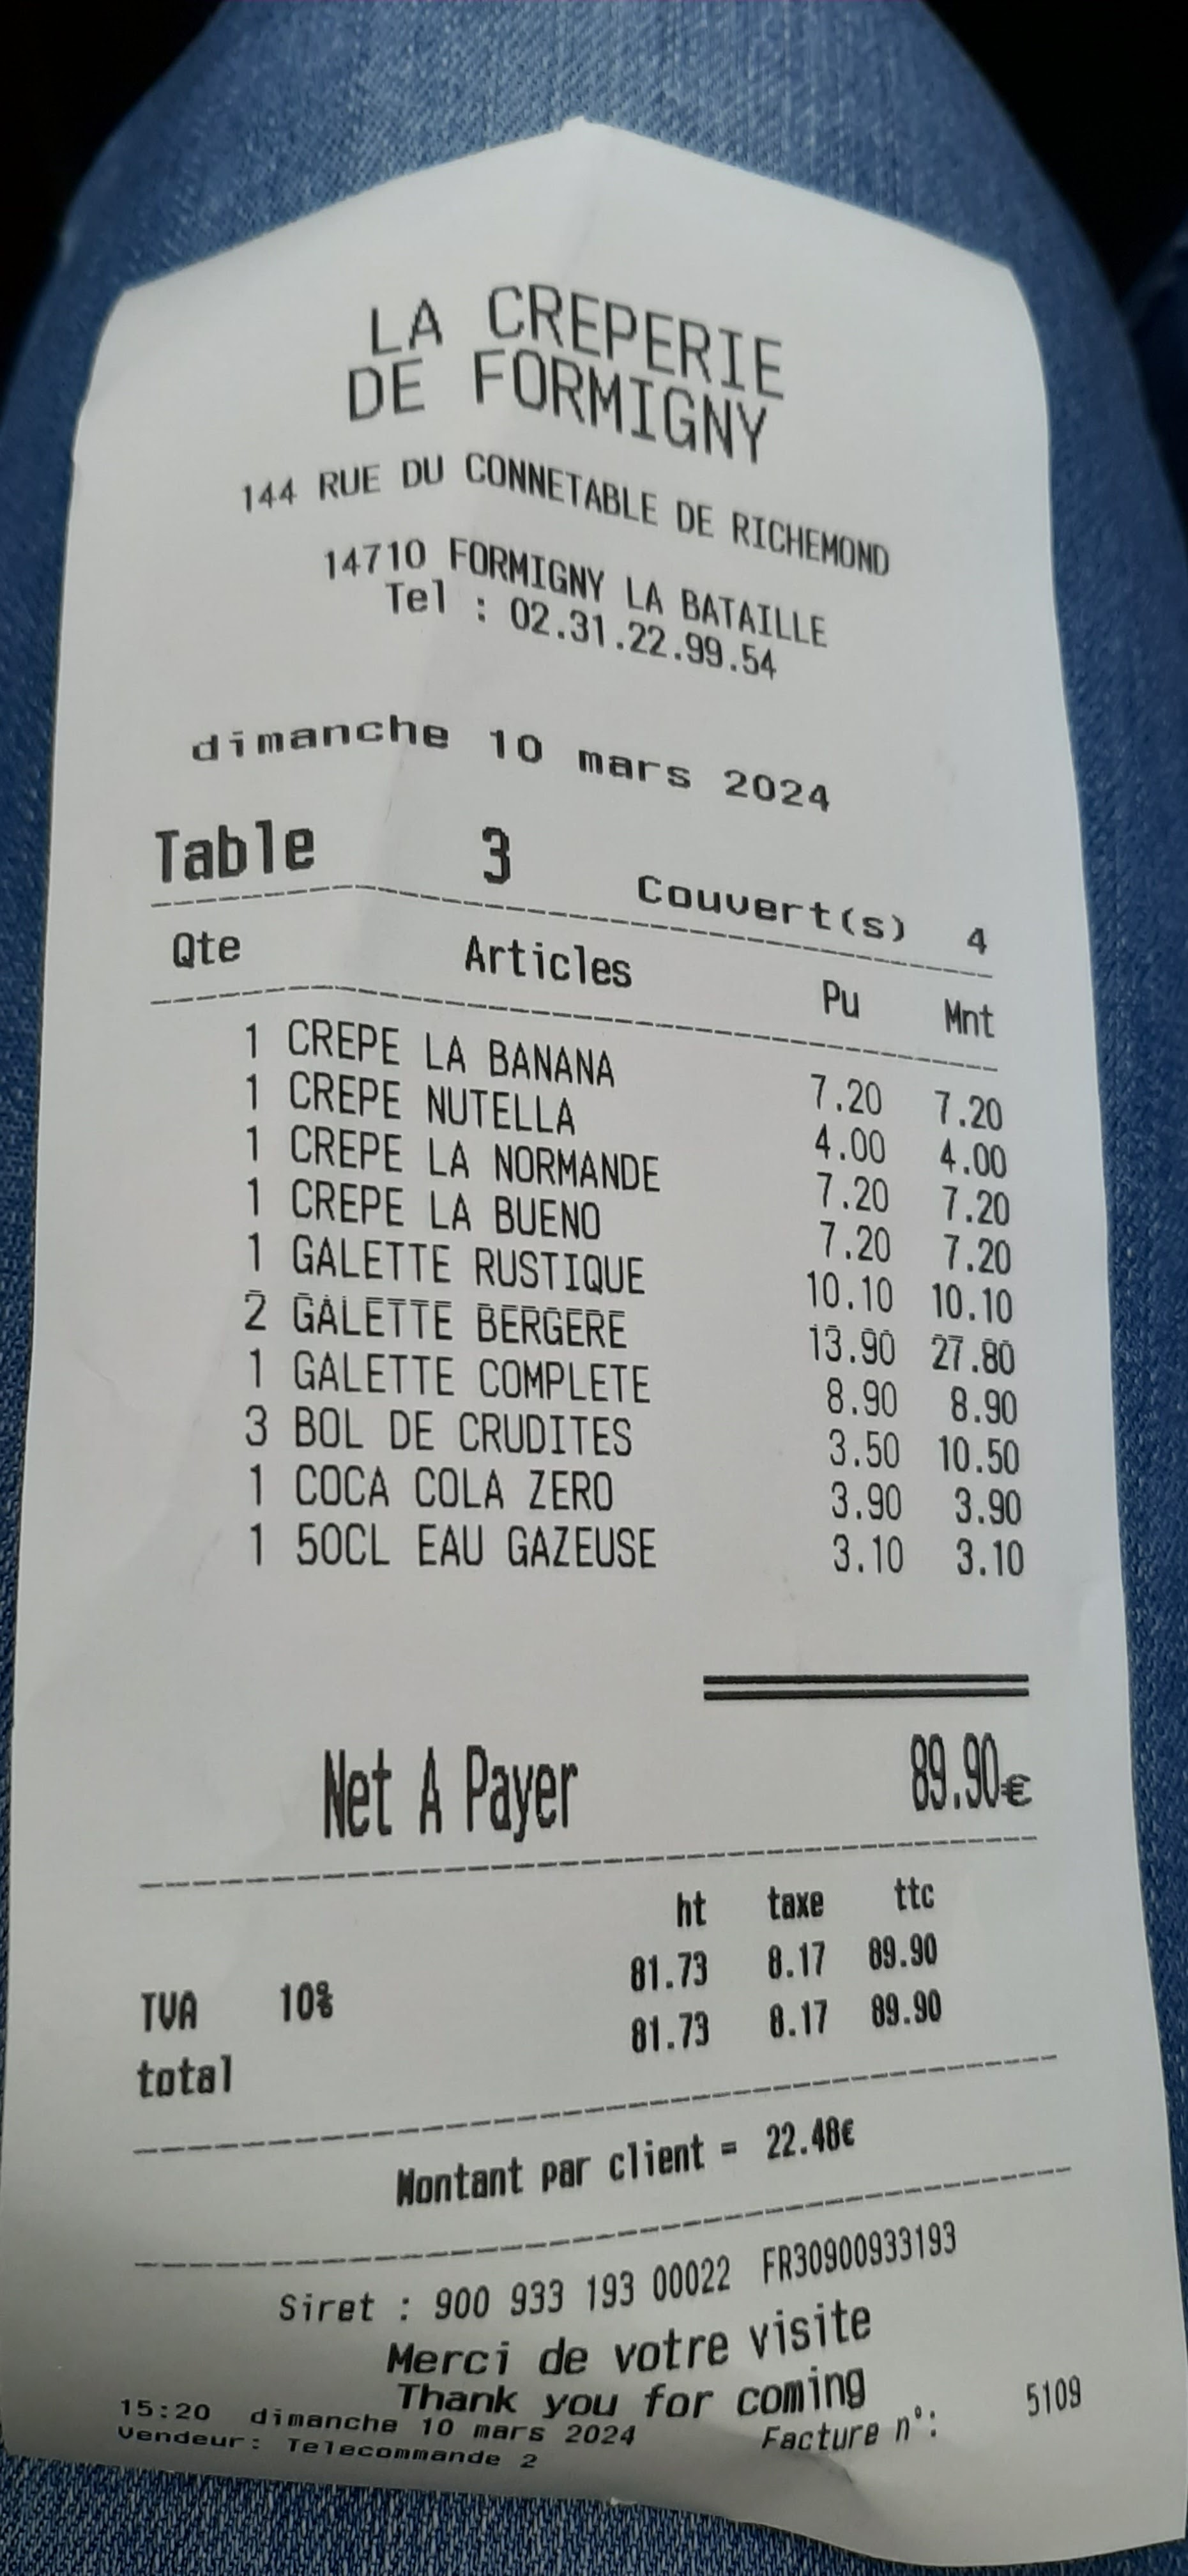 LA CREPERIE
DE FORMIGNY
144 RUE DU CONNETABLE DE RICHEMOND
14710 FORMIGNY LA BATAILLE
Tel : 02.31.22.99.54
dimanche 10 mars 2024
Table 3 Couvert(s) 4
Qte Articles Pu Mnt
1 CREPE LA BANANA 7.20 7.20
1 CREPE NUTELLA 4.00 4.00
1 CREPE LA NORMANDE 7.20 7.20
1 CREPE LA BUENO 7.20 7.20
1 GALETTE RUSTIQUE 10.10 10.10
2 GALETTE BERGERE 13.90 27.80
1 GALETTE COMPLETE 8.90 8.90
3 BOL DE CRUDITES 3.50 10.50
1 COCA COLA ZERO 3.90 3.90
1 50CL EAU GAZEUSE 3.10 3.10
Net A Payer 89.90€
ht taxe ttc
TVA 10% 81.73 8.17 89.90
total 81.73 8.17 89.90
Montant par client = 22.48€
Siret : 900 933 193 00022 FR30900933193
Merci de votre visite
Thank you for coming
15:20 dimanche 10 mars 2024 Facture n°: 5109
Vendeur: Telecommande 2